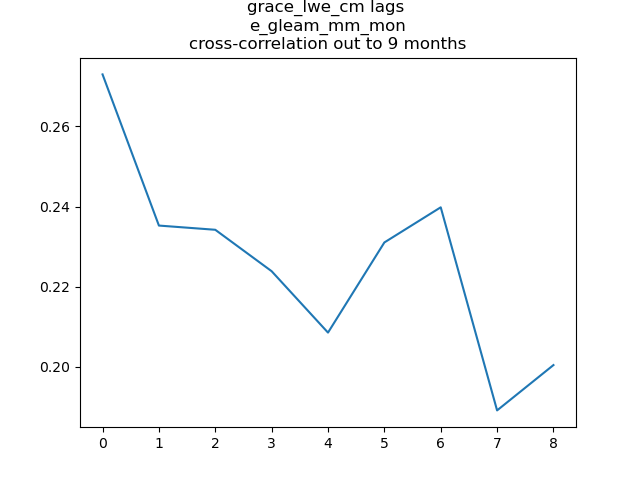 grace_lwe_cm lags
e_gleam_mm_mon
cross-correlation out to 9 months
0.26
0.24
0.22
0.20
0 1 2 3 4 5 6 7 8